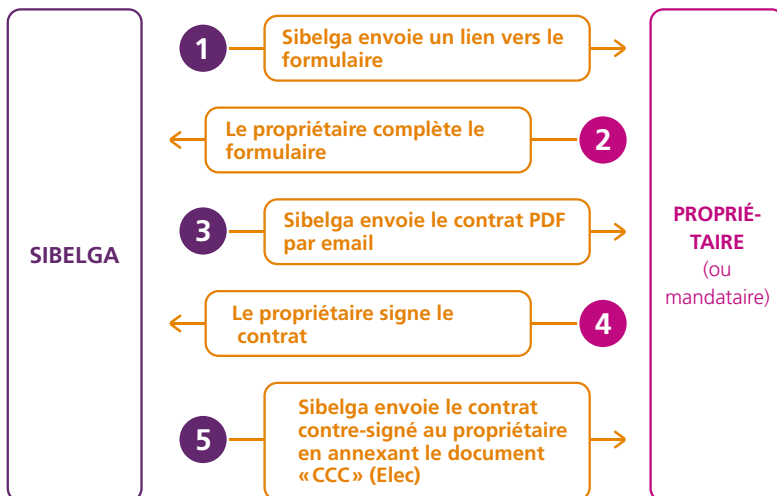 SIBELGA
1
Sibelga envoie un lien vers le
formulaire
Le propriétaire complète le
formulaire
2
3
Sibelga envoie le contrat PDF
par email
Le propriétaire signe le
contrat
4
5
Sibelga envoie le contrat
contre-signé au propriétaire
en annexant le document
«CCC» (Elec)
PROPRIÉ-
TAIRE
(ou
mandataire)